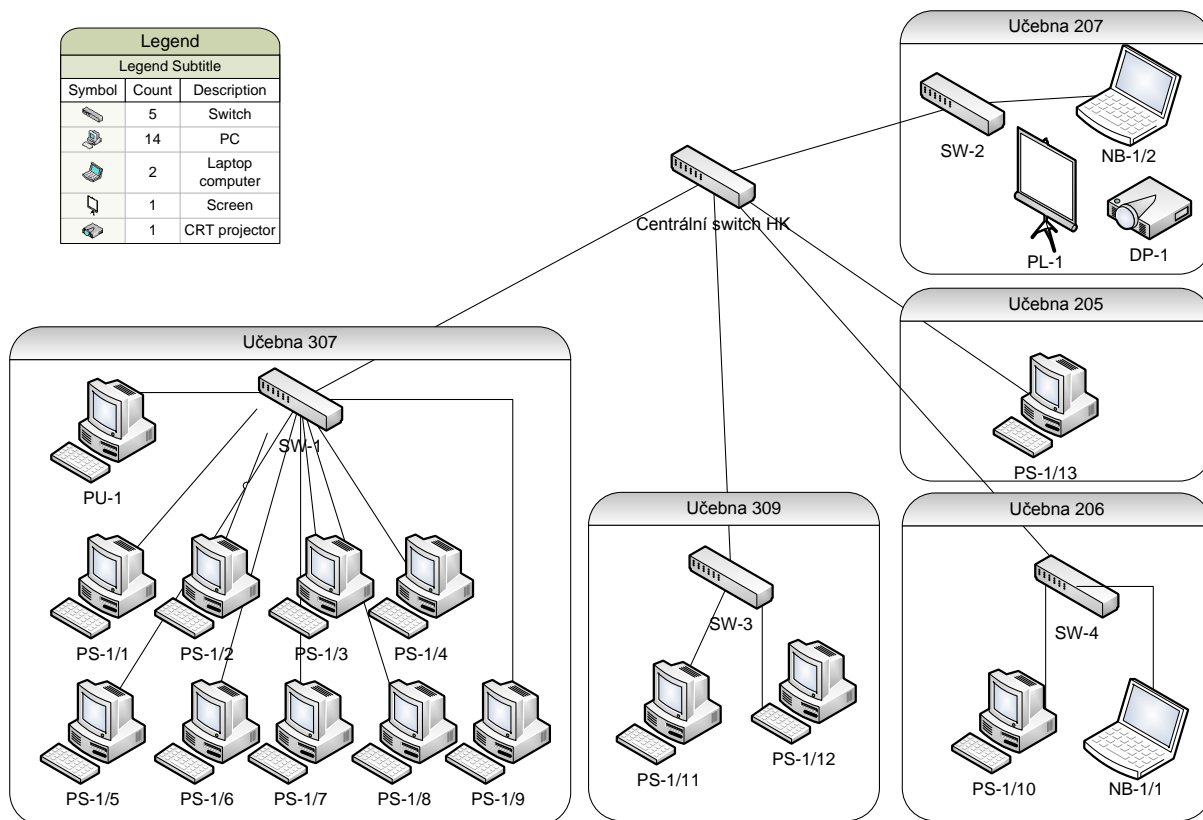 Legend
Legend Subtitle
Symbol Count Description
5 Switch
14 PC
2 Laptop
computer
1 Screen
1 CRT projector
Učebna 207
SW-2
NB-1/2
PL-1
DP-1
Centrální switch HK
Učebna 205
PS-1/13
Učebna 307
SW-1
PU-1
PS-1/1
PS-1/2
PS-1/3
PS-1/4
PS-1/5
PS-1/6
PS-1/7
PS-1/8
PS-1/9
Učebna 309
SW-3
PS-1/11
PS-1/12
Učebna 206
SW-4
PS-1/10
NB-1/1